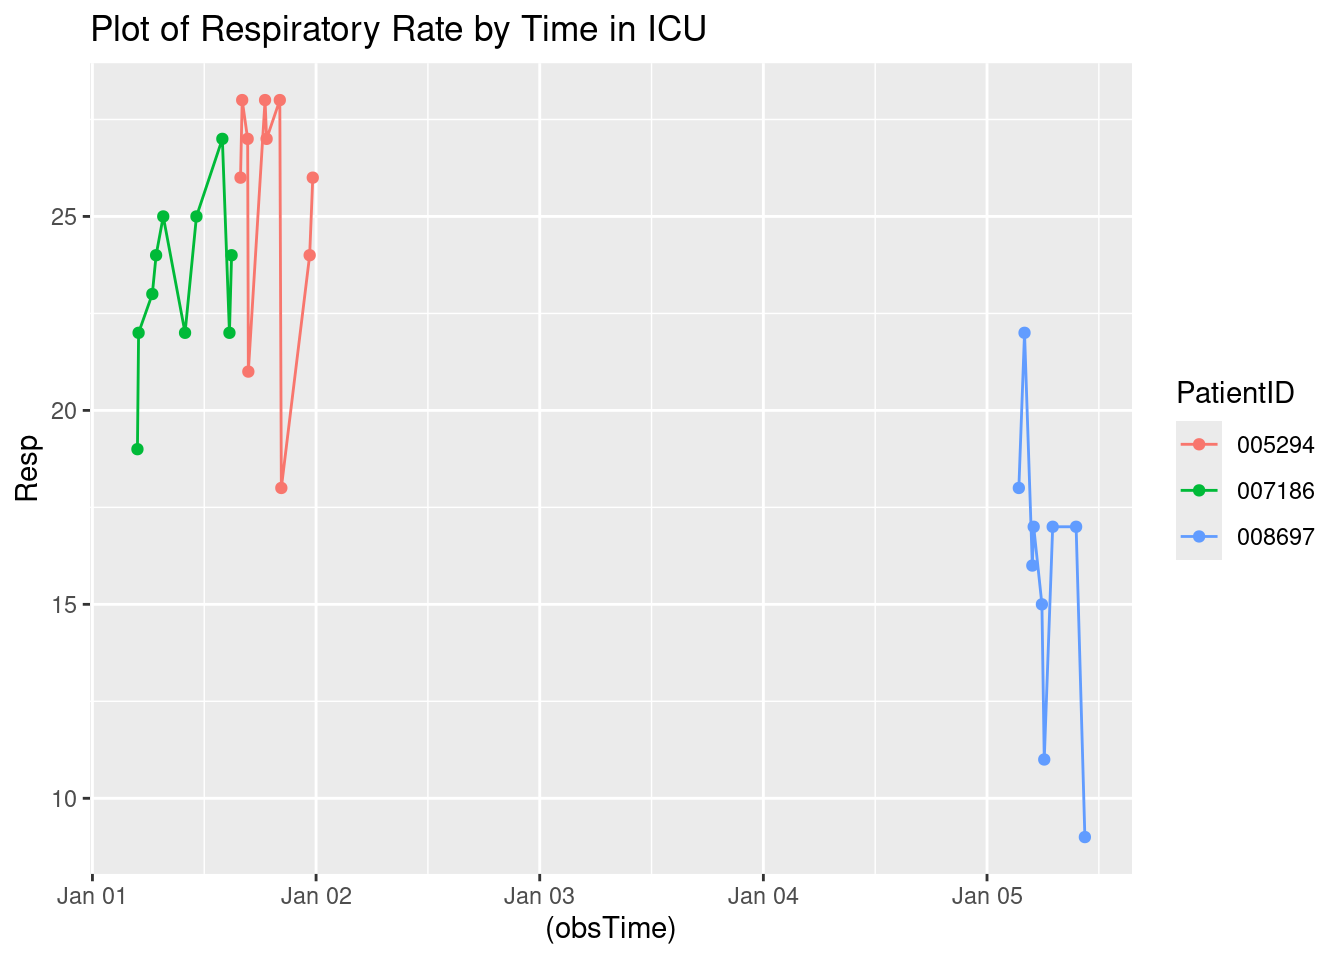 Plot of Respiratory Rate by Time in ICU
25
20
15
10
Resp
Jan 01
Jan 02
Jan 03
Jan 04
Jan 05
(obsTime)
PatientID
005294
007186
008697